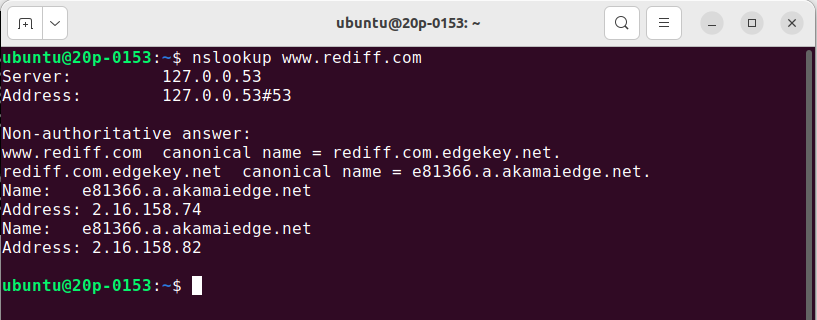 ubuntu@20p-0153: ~
ubuntu@20p-0153:~$ nslookup www.rediff.com
Server:         127.0.0.53
Address:        127.0.0.53#53

Non-authoritative answer:
www.rediff.com  canonical name = rediff.com.edgekey.net.
rediff.com.edgekey.net  canonical name = e81366.a.akamaiedge.net.
Name:   e81366.a.akamaiedge.net
Address: 2.16.158.74
Name:   e81366.a.akamaiedge.net
Address: 2.16.158.82

ubuntu@20p-0153:~$